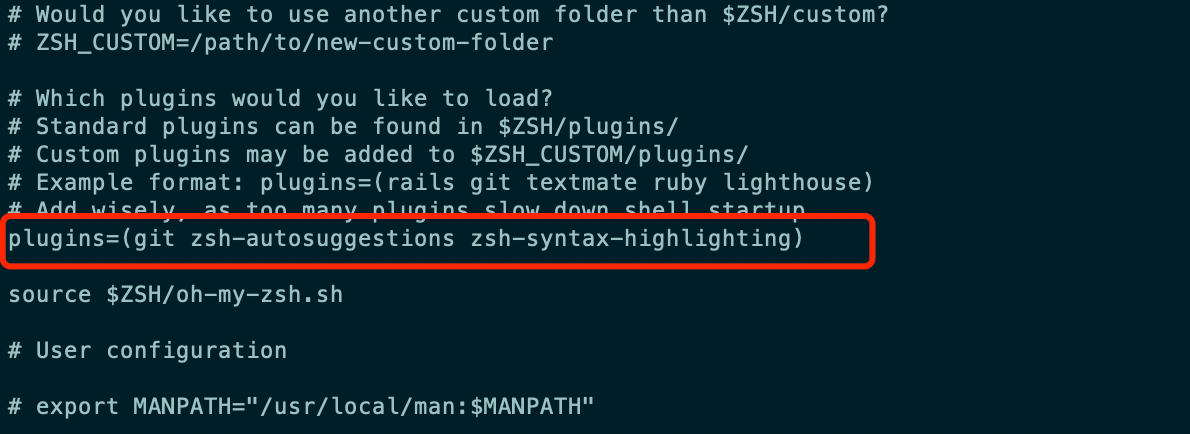 # Would you like to use another custom folder than $ZSH/custom?
# ZSH_CUSTOM=/path/to/new-custom-folder
# Which plugins would you like to load?
# Standard plugins can be found in $ZSH/plugins/
# Custom plugins may be added to $ZSH_CUSTOM/plugins/
# Example format: plugins=(rails git textmate ruby lighthouse)
# Add wisely, as too many plugins slow down shell startup
plugins=(git zsh-autosuggestions zsh-syntax-highlighting)
source $ZSH/oh-my-zsh.sh
# User configuration
# export MANPATH="/usr/local/man:$MANPATH"